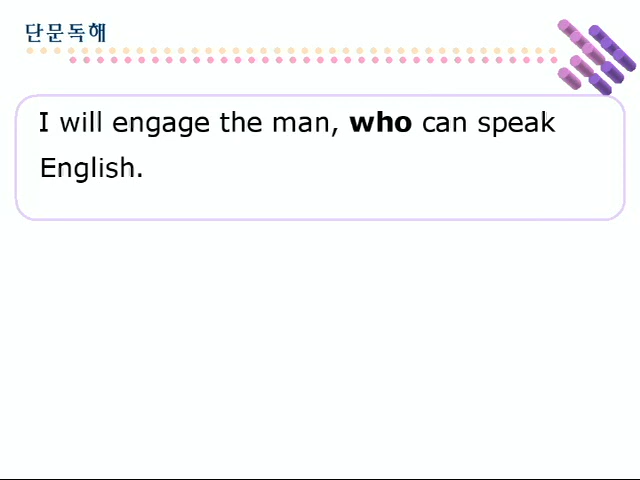 단문독해
I will engage the man, who can speak
English.